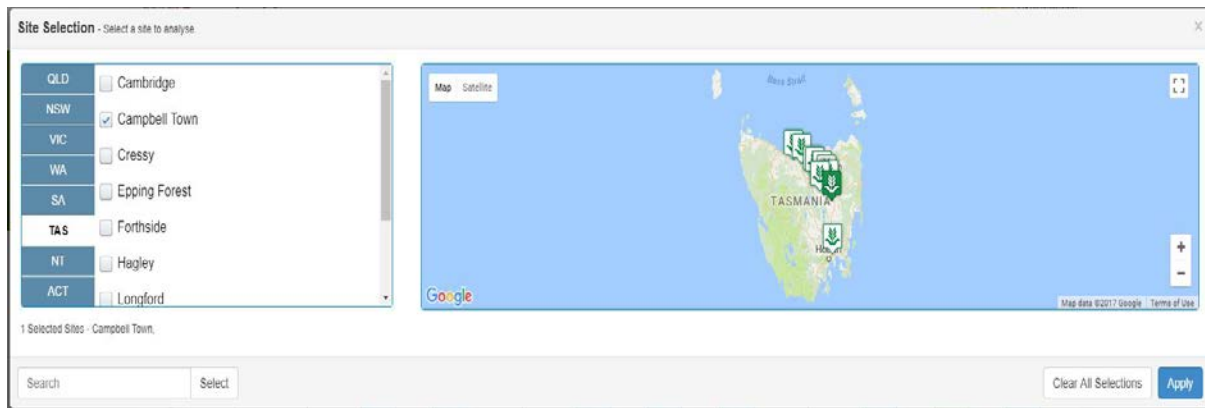 Site Selection - Select a site to analyse
×
QLD
NSW
VIC
WA
SA
TAS
NT
ACT
Cambridge
Campbell Town
Cressy
Epping Forest
Forthside
Hagley
Longford
Map Satellite
Bass Strait
TASMANIA
+
−
Google
Map data ©2017 Google Terms of Use
1 Selected Sites - Campbell Town,
Search Select
Clear All Selections Apply